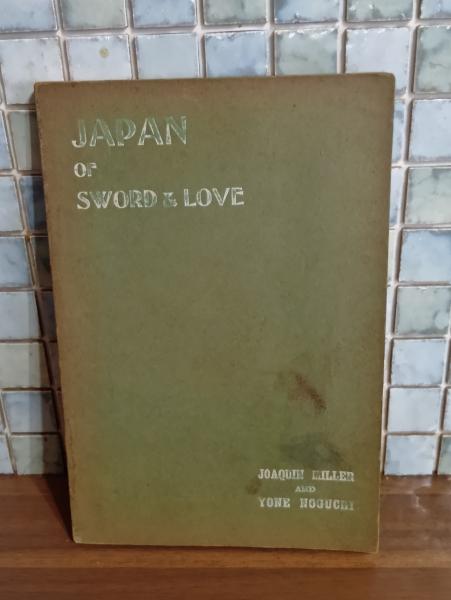 JAPAN
OF
SWORD & LOVE
JOAQUIN MILLER
AND
YONE NOGUCHI